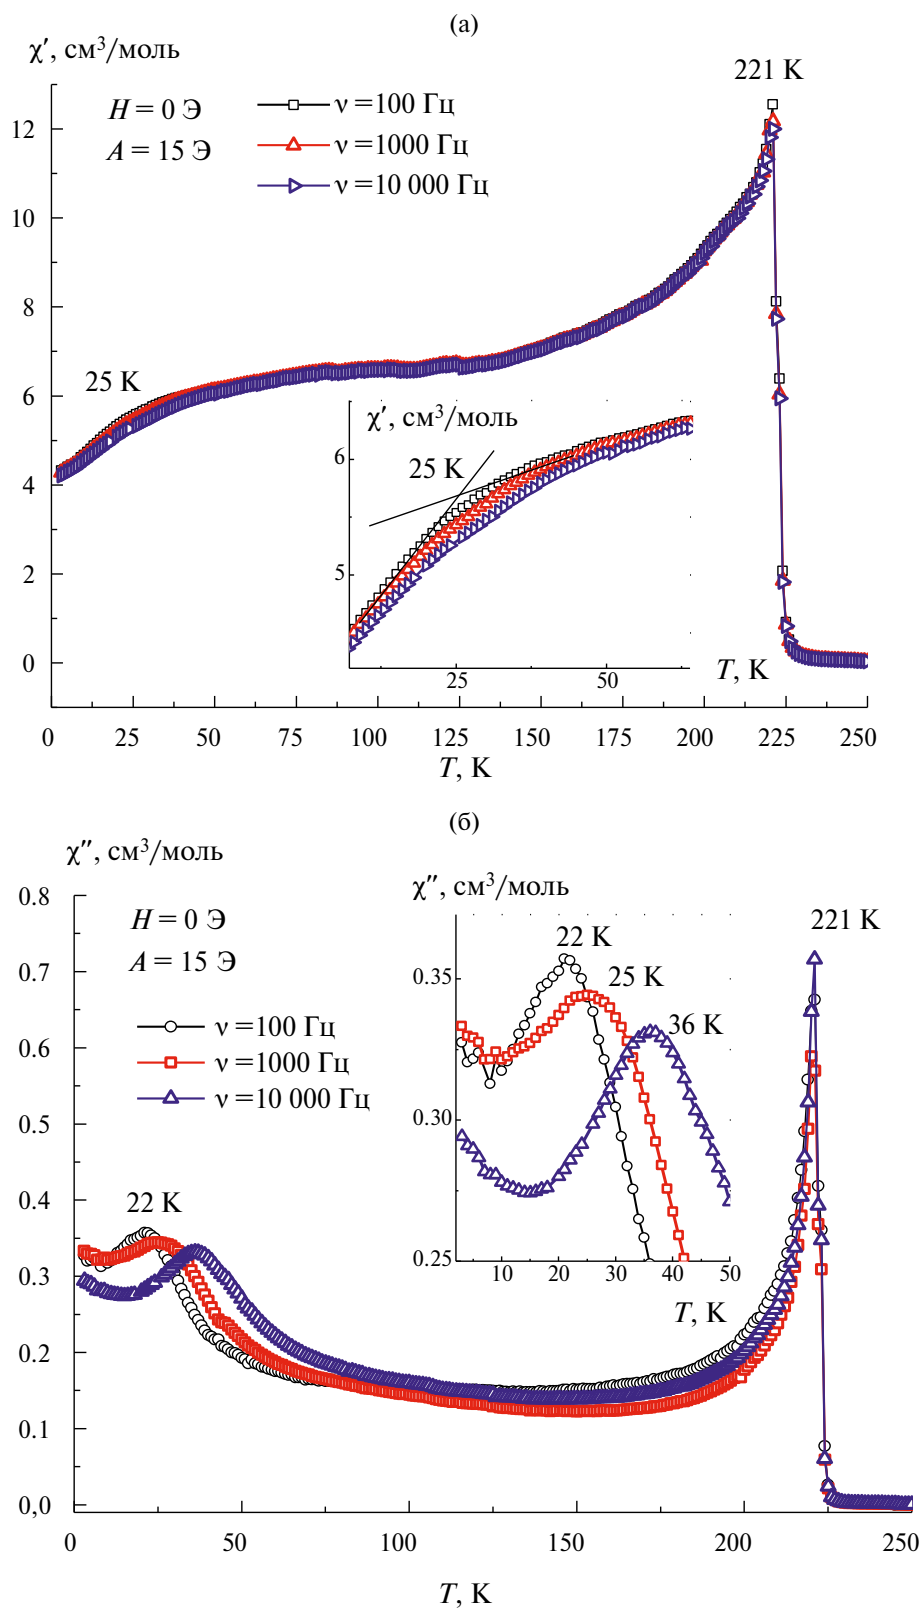 (а)
χ′, см³/моль
221 K
H = 0 Э
A = 15 Э
ν = 100 Гц
ν = 1000 Гц
ν = 10 000 Гц
12
10
8
6
4
2
0
25 K
χ′, см³/моль
25 K
6
5
25 50
T, K
0 25 50 75 100 125 150 175 200 225 250
T, K
(б)
χ″, см³/моль
0.8
0.7
0.6
0.5
0.4
0.3
0.2
0.1
0,0
H = 0 Э
A = 15 Э
ν = 100 Гц
ν = 1000 Гц
ν = 10 000 Гц
22 K
χ″, см³/моль
221 K
22 K
25 K
36 K
0.35
0.30
0.25
10 20 30 40 50
T, K
0 50 100 150 200 250
T, K